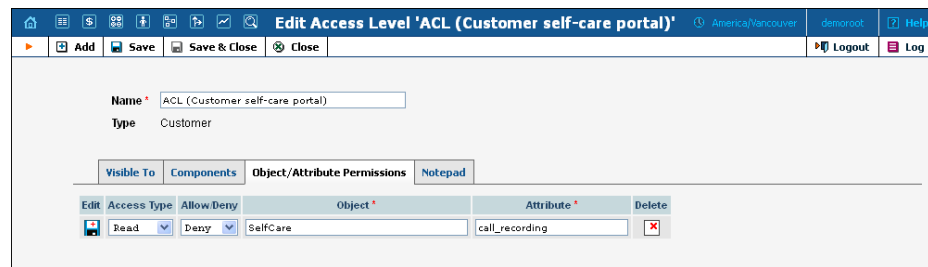 Edit Access Level 'ACL (Customer self-care portal)' America/Vancouver demoroot Help
Add Save Save & Close Close Logout Log
Name * ACL (Customer self-care portal)
Type Customer
Visible To Components Object/Attribute Permissions Notepad
Edit Access Type Allow/Deny Object * Attribute * Delete
Read Deny SelfCare call_recording